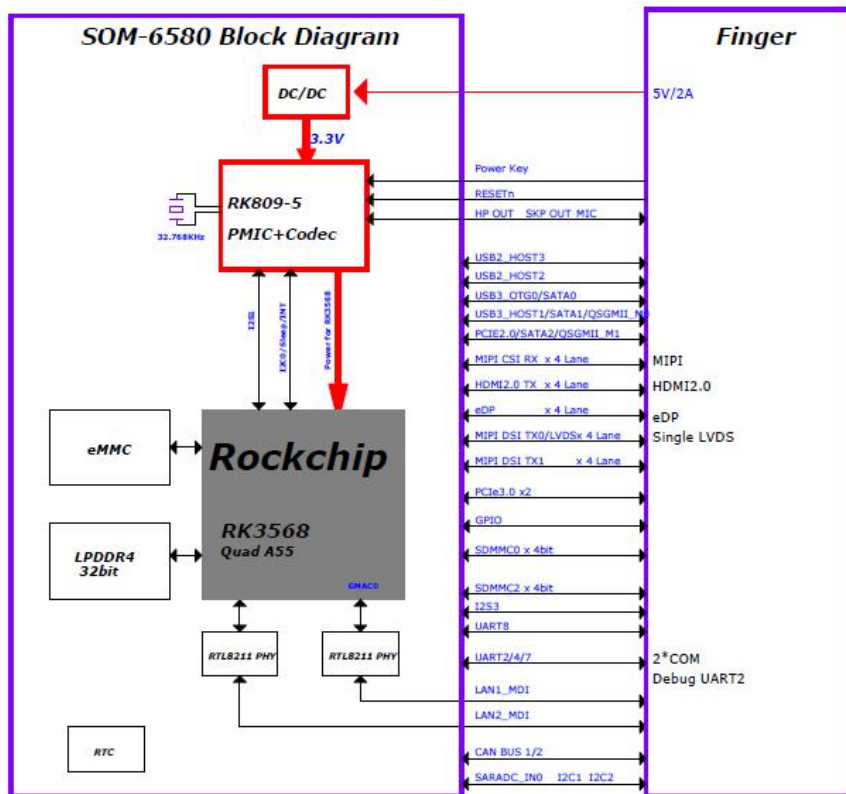 SOM-6580 Block Diagram
Finger
DC/DC
5V/2A
3.3V
Power Key
RK809-5
PMIC+Codec
RESETn
HP OUT SKP OUT MIC
32.768KHz
USB2_HOST3
USB2_HOST2
USB3_OTG0/SATA0
USB3_HOST1/SATA1/QSGMII_M0
PCIE2.0/SATA2/QSGMII_M1
I2S1
I2C0/Sleep/INT
Power for RK3568
MIPI CSI RX x 4 Lane
MIPI
HDMI2.0 TX x 4 Lane
HDMI2.0
eDP x 4 Lane
eDP
MIPI DSI TX0/LVDSx 4 Lane
Single LVDS
MIPI DSI TX1 x 4 Lane
eMMC
Rockchip
PCIe3.0 x2
GPIO
RK3568
Quad A55
LPDDR4
32bit
SDMMC0 x 4bit
GMAC0
SDMMC2 x 4bit
I2S3
UART8
RTL8211 PHY
RTL8211 PHY
UART2/4/7
2*COM
Debug UART2
LAN1_MDI
LAN2_MDI
RTC
CAN BUS 1/2
SARADC_IN0 I2C1 I2C2